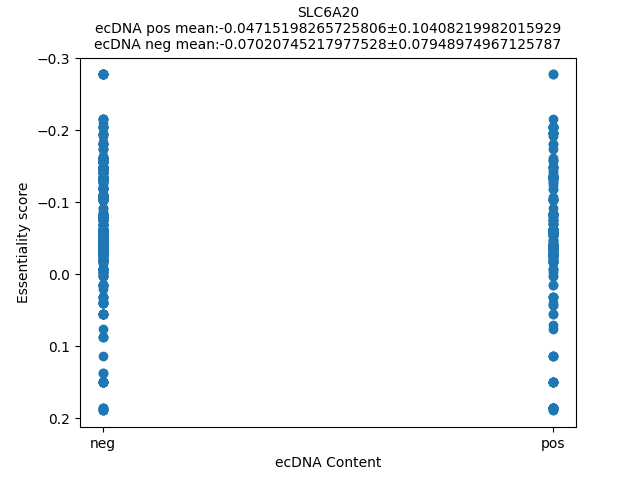 SLC6A20
ecDNA pos mean:-0.04715198265725806±0.10408219982015929
ecDNA neg mean:-0.07020745217977528±0.07948974967125787
−0.3
−0.2
−0.1
0.0
0.1
0.2
Essentiality score
neg
pos
ecDNA Content